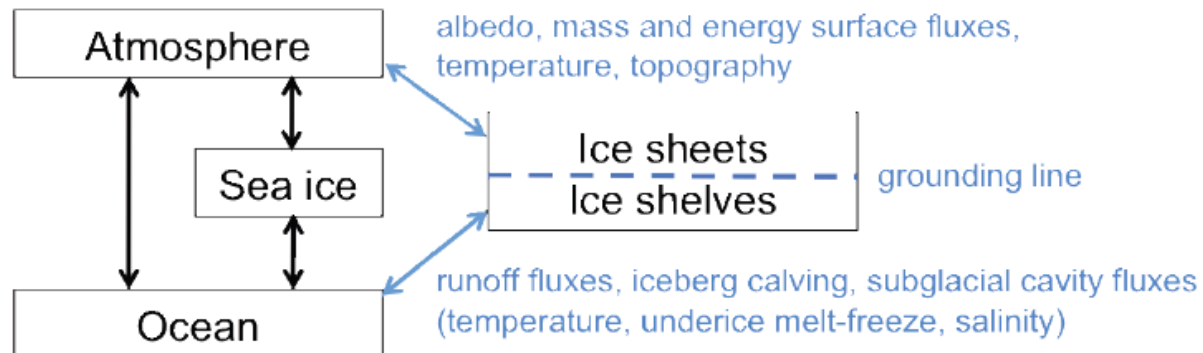 Atmosphere
albedo, mass and energy surface fluxes,
temperature, topography
Ice sheets
Sea ice
grounding line
Ice shelves
runoff fluxes, iceberg calving, subglacial cavity fluxes
(temperature, underice melt-freeze, salinity)
Ocean